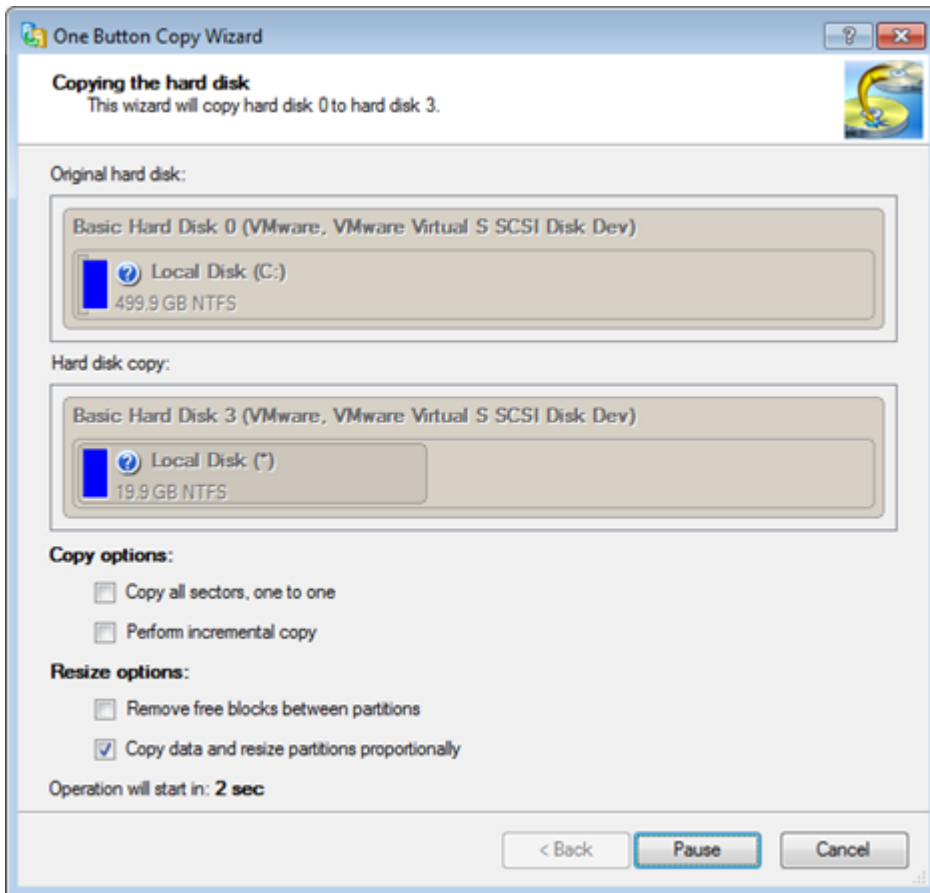 One Button Copy Wizard
Copying the hard disk
This wizard will copy hard disk 0 to hard disk 3.
Original hard disk:
Basic Hard Disk 0 (VMware, VMware Virtual S SCSI Disk Dev)
Local Disk (C:)
499.9 GB NTFS
Hard disk copy:
Basic Hard Disk 3 (VMware, VMware Virtual S SCSI Disk Dev)
Local Disk (*)
19.9 GB NTFS
Copy options:
Copy all sectors, one to one
Perform incremental copy
Resize options:
Remove free blocks between partitions
Copy data and resize partitions proportionally
Operation will start in: 2 sec
< Back Pause Cancel